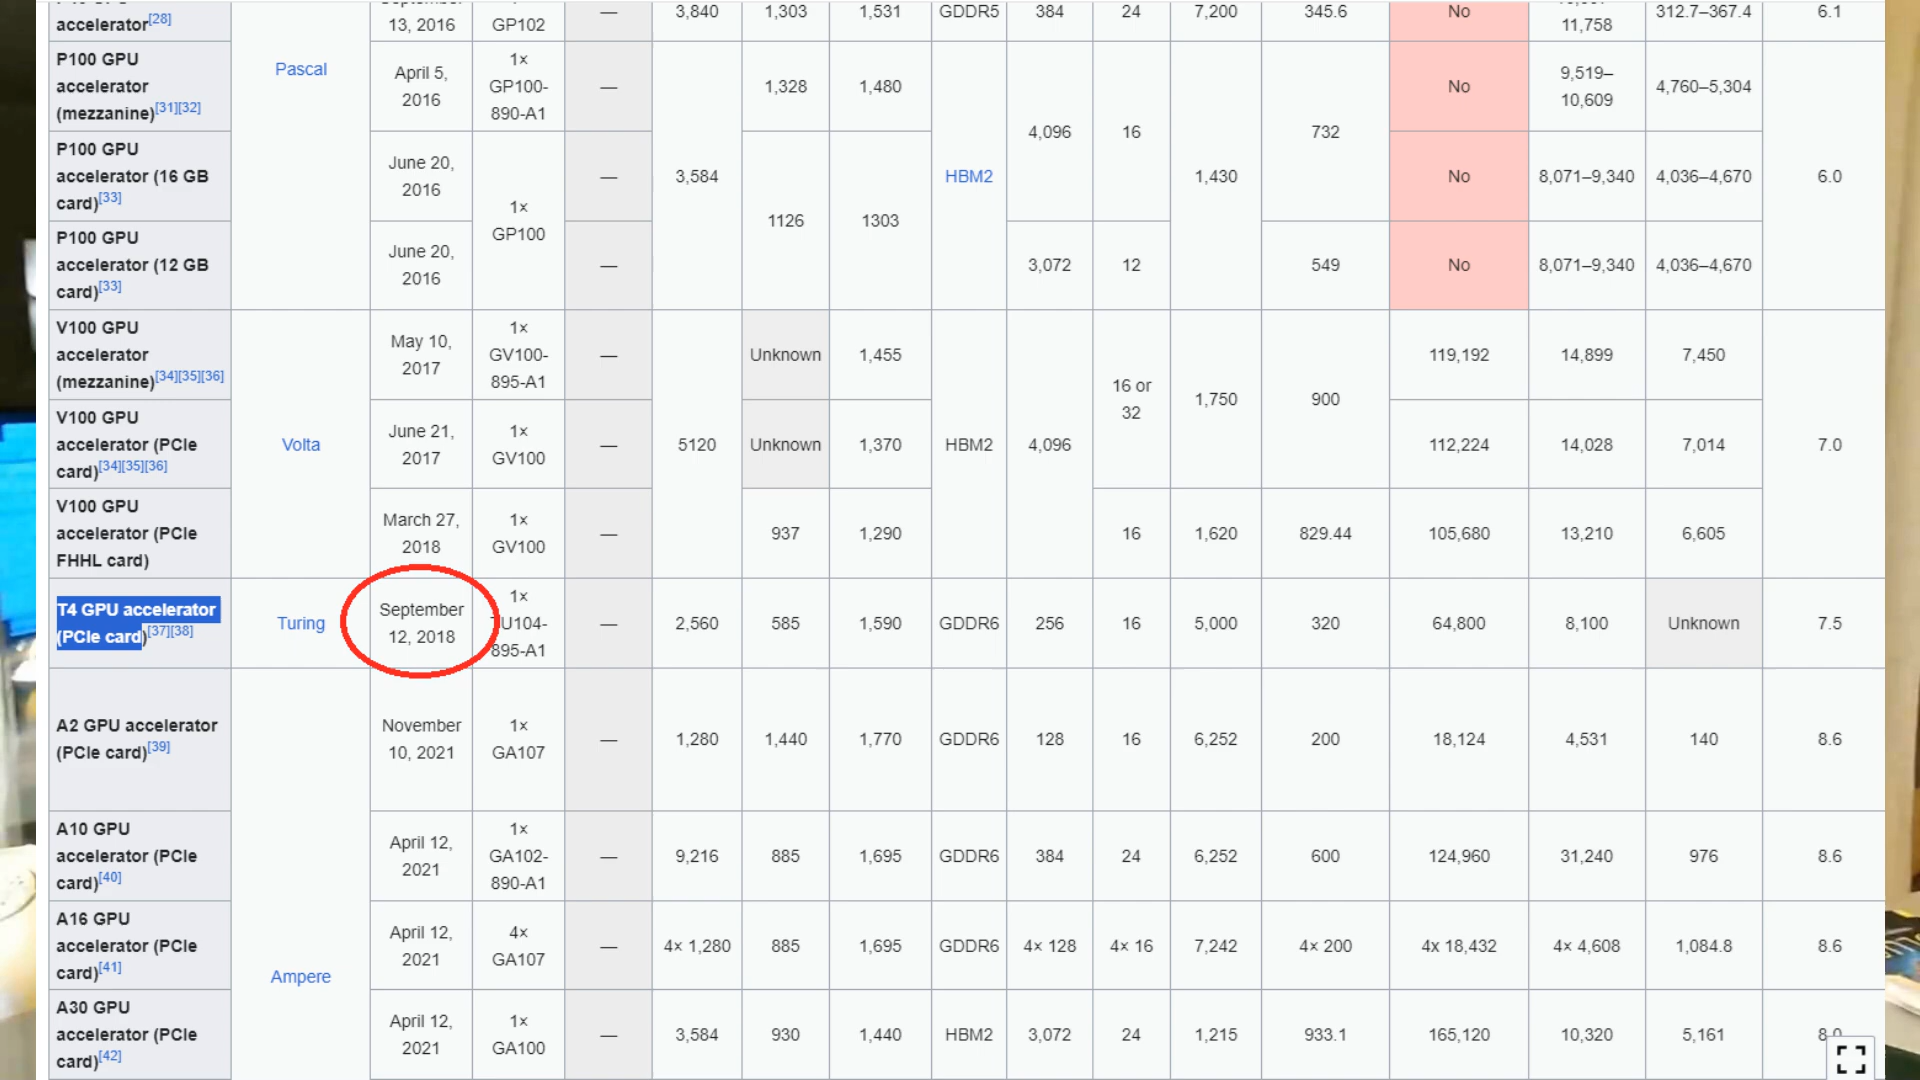 accelerator[28]
13, 2016
GP102
—
3,840
1,303
1,531
GDDR5
384
24
7,200
345.6
No
11,758
312.7–367.4
6.1
P100 GPU
accelerator
(mezzanine)[31][32]
Pascal
April 5,
2016
1×
GP100-
890-A1
—
3,584
1,328
1,480
HBM2
4,096
16
1,430
732
No
9,519–
10,609
4,760–5,304
6.0
P100 GPU
accelerator (16 GB
card)[33]
June 20,
2016
1×
GP100
—
1126
1303
No
8,071–9,340
4,036–4,670
P100 GPU
accelerator (12 GB
card)[33]
June 20,
2016
—
3,072
12
549
No
8,071–9,340
4,036–4,670
V100 GPU
accelerator
(mezzanine)[34][35][36]
Volta
May 10,
2017
1×
GV100-
895-A1
—
5120
Unknown
1,455
HBM2
4,096
16 or
32
1,750
900
119,192
14,899
7,450
7.0
V100 GPU
accelerator (PCIe
card)[34][35][36]
June 21,
2017
1×
GV100
—
Unknown
1,370
112,224
14,028
7,014
V100 GPU
accelerator (PCIe
FHHL card)
March 27,
2018
1×
GV100
—
937
1,290
16
1,620
829.44
105,680
13,210
6,605
T4 GPU accelerator
(PCIe card)[37][38]
Turing
September
12, 2018
1×
TU104-
895-A1
—
2,560
585
1,590
GDDR6
256
16
5,000
320
64,800
8,100
Unknown
7.5
A2 GPU accelerator
(PCIe card)[39]
Ampere
November
10, 2021
1×
GA107
—
1,280
1,440
1,770
GDDR6
128
16
6,252
200
18,124
4,531
140
8.6
A10 GPU
accelerator (PCIe
card)[40]
April 12,
2021
1×
GA102-
890-A1
—
9,216
885
1,695
GDDR6
384
24
6,252
600
124,960
31,240
976
8.6
A16 GPU
accelerator (PCIe
card)[41]
April 12,
2021
4×
GA107
—
4× 1,280
885
1,695
GDDR6
4× 128
4× 16
7,242
4× 200
4x 18,432
4× 4,608
1,084.8
8.6
A30 GPU
accelerator (PCIe
card)[42]
April 12,
2021
1×
GA100
—
3,584
930
1,440
HBM2
3,072
24
1,215
933.1
165,120
10,320
5,161
8.0